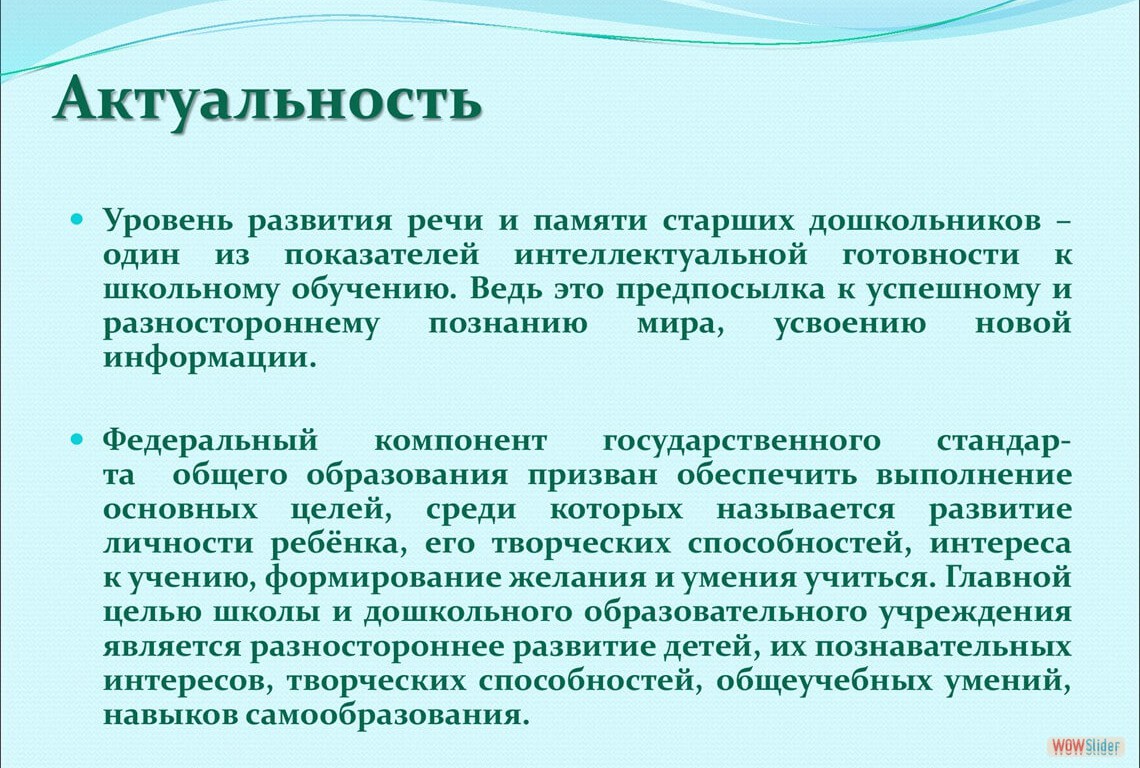 Актуальность
• Уровень развития речи и памяти старших дошкольников –
один из показателей интеллектуальной готовности к
школьному обучению. Ведь это предпосылка к успешному и
разностороннему познанию мира, усвоению новой
информации.
• Федеральный компонент государственного стандар-
та общего образования призван обеспечить выполнение
основных целей, среди которых называется развитие
личности ребёнка, его творческих способностей, интереса
к учению, формирование желания и умения учиться. Главной
целью школы и дошкольного образовательного учреждения
является разностороннее развитие детей, их познавательных
интересов, творческих способностей, общеучебных умений,
навыков самообразования.
WOWSlider